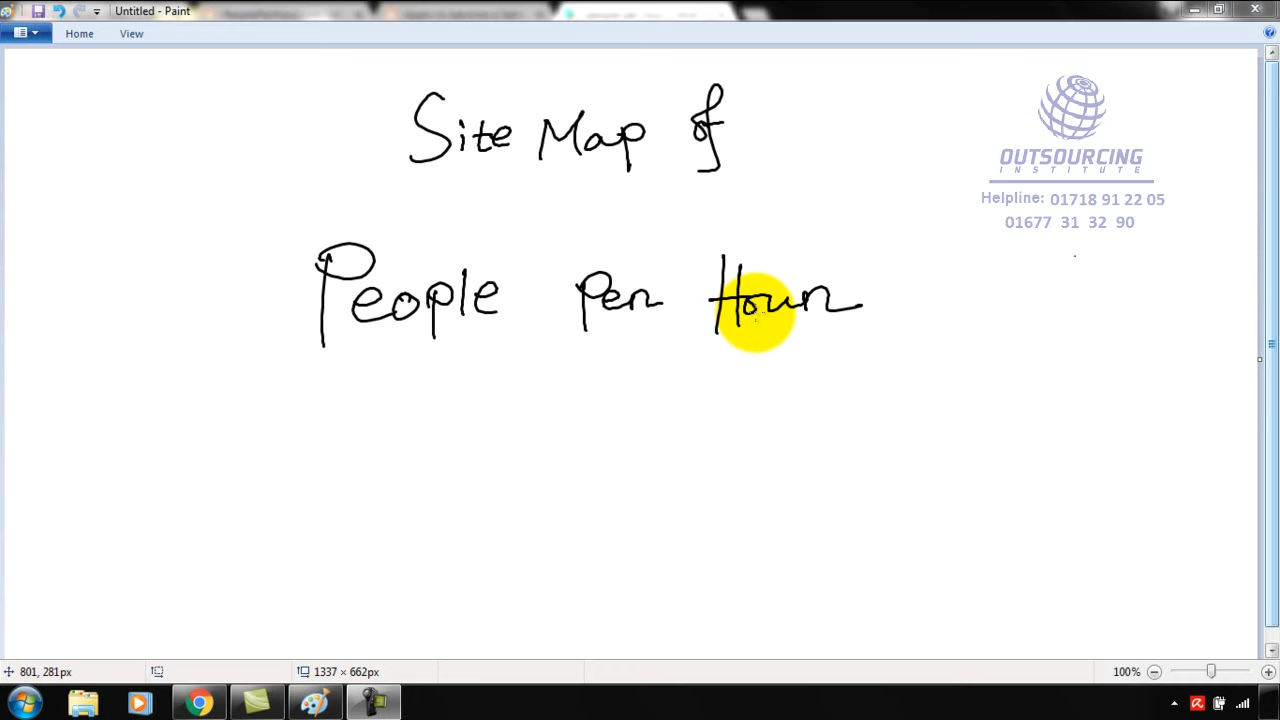 Untitled - Paint
Home
View
Site Map of
People Per Hour
OUTSOURCING
INSTITUTE
Helpline: 01718 91 22 05
01677 31 32 90
801, 281px
1337 × 662px
100%